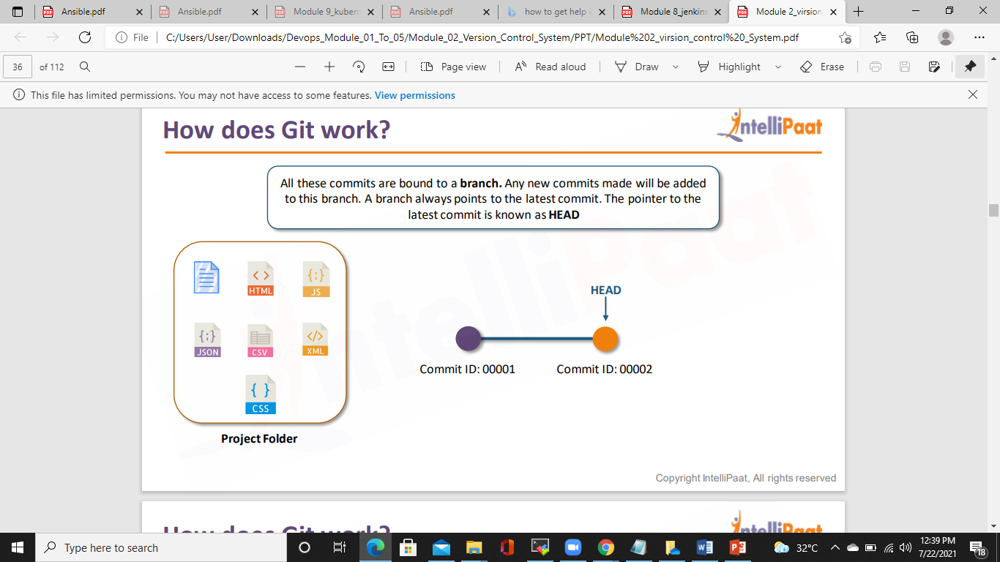 Ansible.pdf
Ansible.pdf
Module 9_kubern
Ansible.pdf
how to get help i
Module 8_jenkins
Module 2_virsion
File
C:/Users/User/Downloads/Devops_Module_01_To_05/Module_02_Version_Control_System/PPT/Module%202_virsion_control%20_System.pdf
36
of 112
Page view
Read aloud
Draw
Highlight
Erase
This file has limited permissions. You may not have access to some features. View permissions
How does Git work?
IntelliPaat
All these commits are bound to a branch. Any new commits made will be added
to this branch. A branch always points to the latest commit. The pointer to the
latest commit is known as HEAD
HTML
JS
JSON
CSV
XML
CSS
Project Folder
HEAD
Commit ID: 00001
Commit ID: 00002
IntelliPaat
Copyright IntelliPaat, All rights reserved
How does Git work?
IntelliPaat
Type here to search
32°C
12:39 PM
7/22/2021
18